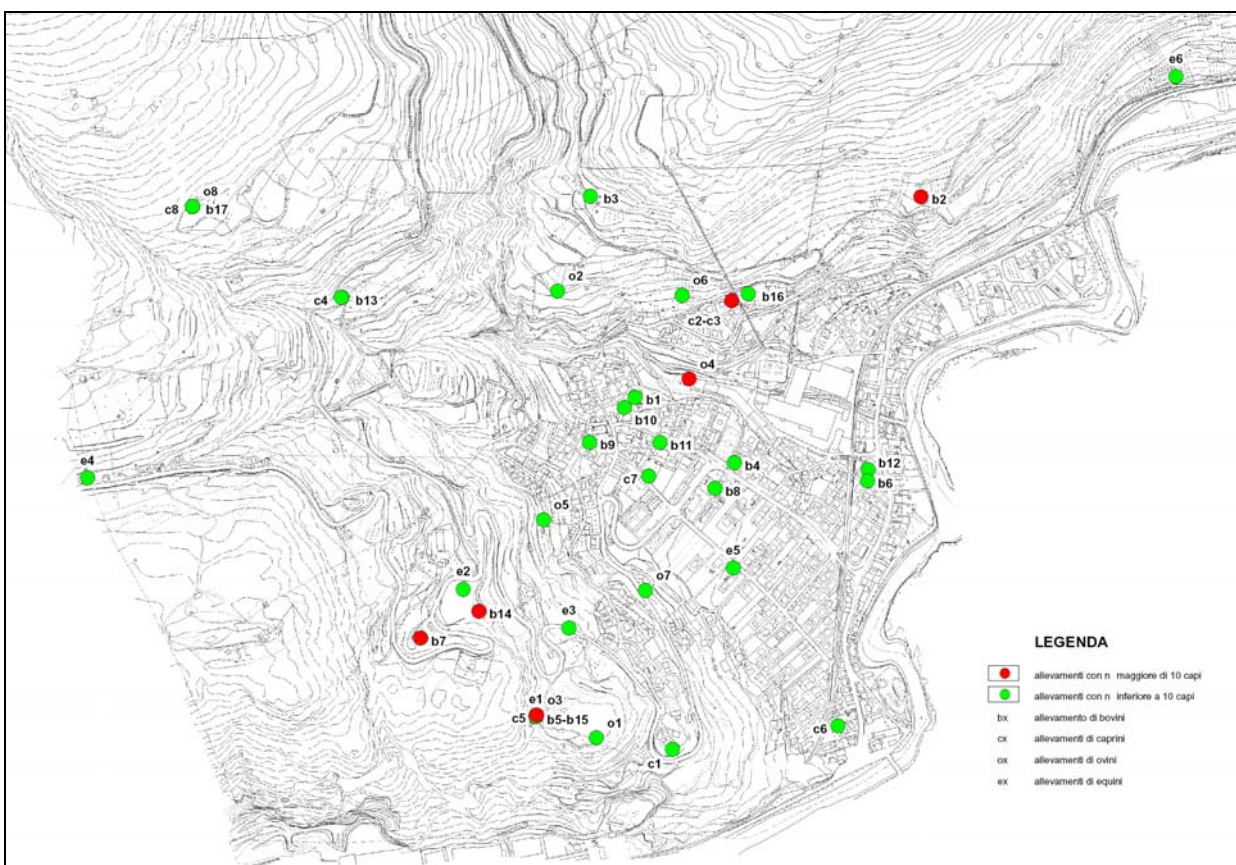 e6
o8
c8 b17
b3
b2
o2
o6
c4 b13
b16
c2-c3
o4
b1
b10
b9
b11
b4
b12
e4
c7
b6
b8
o5
e5
e2
o7
b14
e3
b7
e1 o3
c5 b5-b15
o1
c6
c1
LEGENDA
allevamenti con n maggiore di 10 capi
allevamenti con n inferiore a 10 capi
bx allevamento di bovini
cx allevamenti di caprini
ox allevamenti di ovini
ex allevamenti di equini